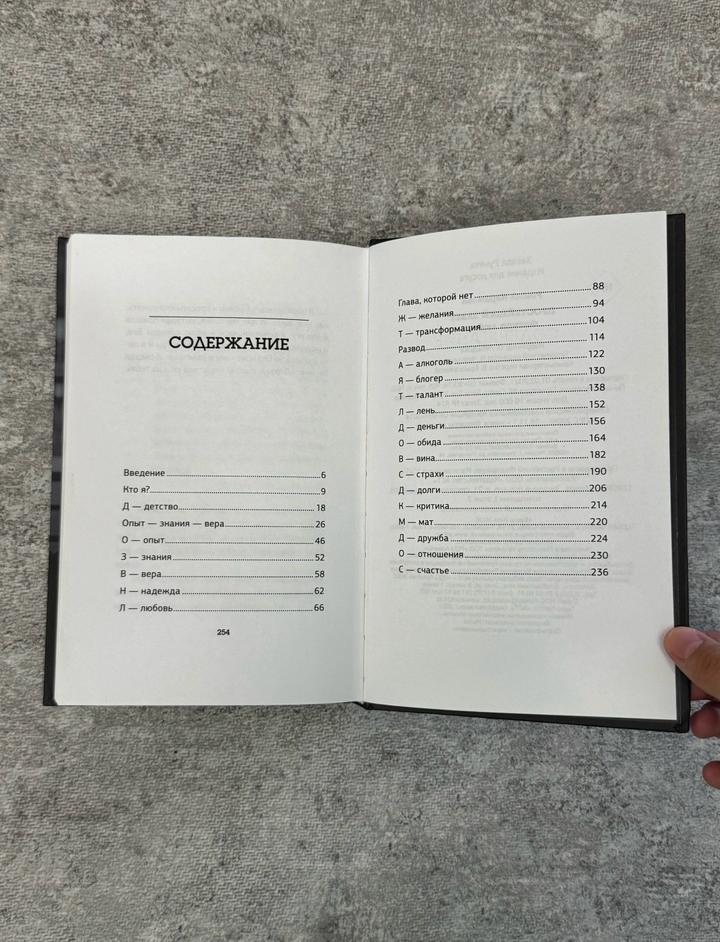 СОДЕРЖАНИЕ
Введение 6
Кто я? 9
Д — детство 18
Опыт — знания — вера 26
О — опыт 46
З — знания 52
В — вера 58
Н — надежда 62
Л — любовь 66
254
Глава, которой нет 88
Ж — желания 94
Т — трансформация 104
Развод 114
А — алкоголь 122
Я — блогер 130
Т — талант 138
Л — лень 152
Д — деньги 156
О — обида 164
В — вина 182
С — страхи 190
Д — долги 206
К — критика 214
М — мат 220
Д — дружба 224
О — отношения 230
С — счастье 236